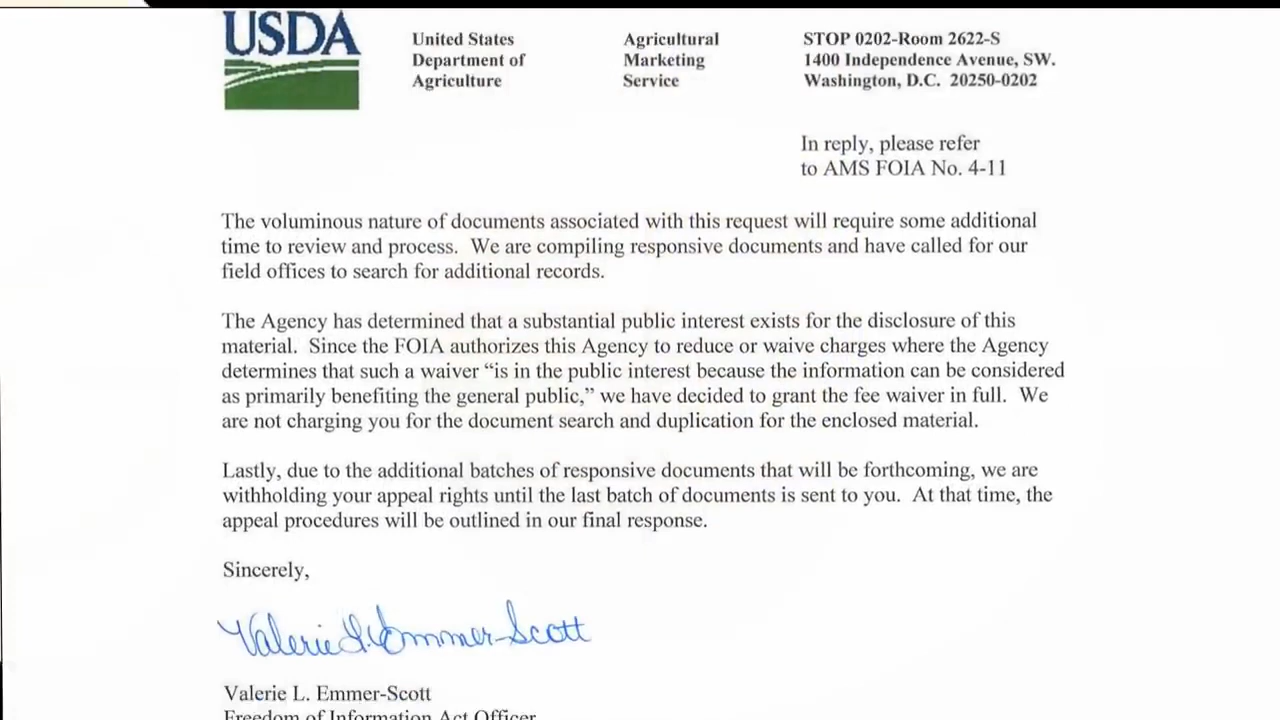 USDA
United States
Department of
Agriculture
Agricultural
Marketing
Service
STOP 0202-Room 2622-S
1400 Independence Avenue, SW.
Washington, D.C. 20250-0202
In reply, please refer
to AMS FOIA No. 4-11
The voluminous nature of documents associated with this request will require some additional
time to review and process. We are compiling responsive documents and have called for our
field offices to search for additional records.
The Agency has determined that a substantial public interest exists for the disclosure of this
material. Since the FOIA authorizes this Agency to reduce or waive charges where the Agency
determines that such a waiver “is in the public interest because the information can be considered
as primarily benefiting the general public,” we have decided to grant the fee waiver in full. We
are not charging you for the document search and duplication for the enclosed material.
Lastly, due to the additional batches of responsive documents that will be forthcoming, we are
withholding your appeal rights until the last batch of documents is sent to you. At that time, the
appeal procedures will be outlined in our final response.
Sincerely,
Valerie L. Emmer-Scott
Valerie L. Emmer-Scott
Freedom of Information Act Officer